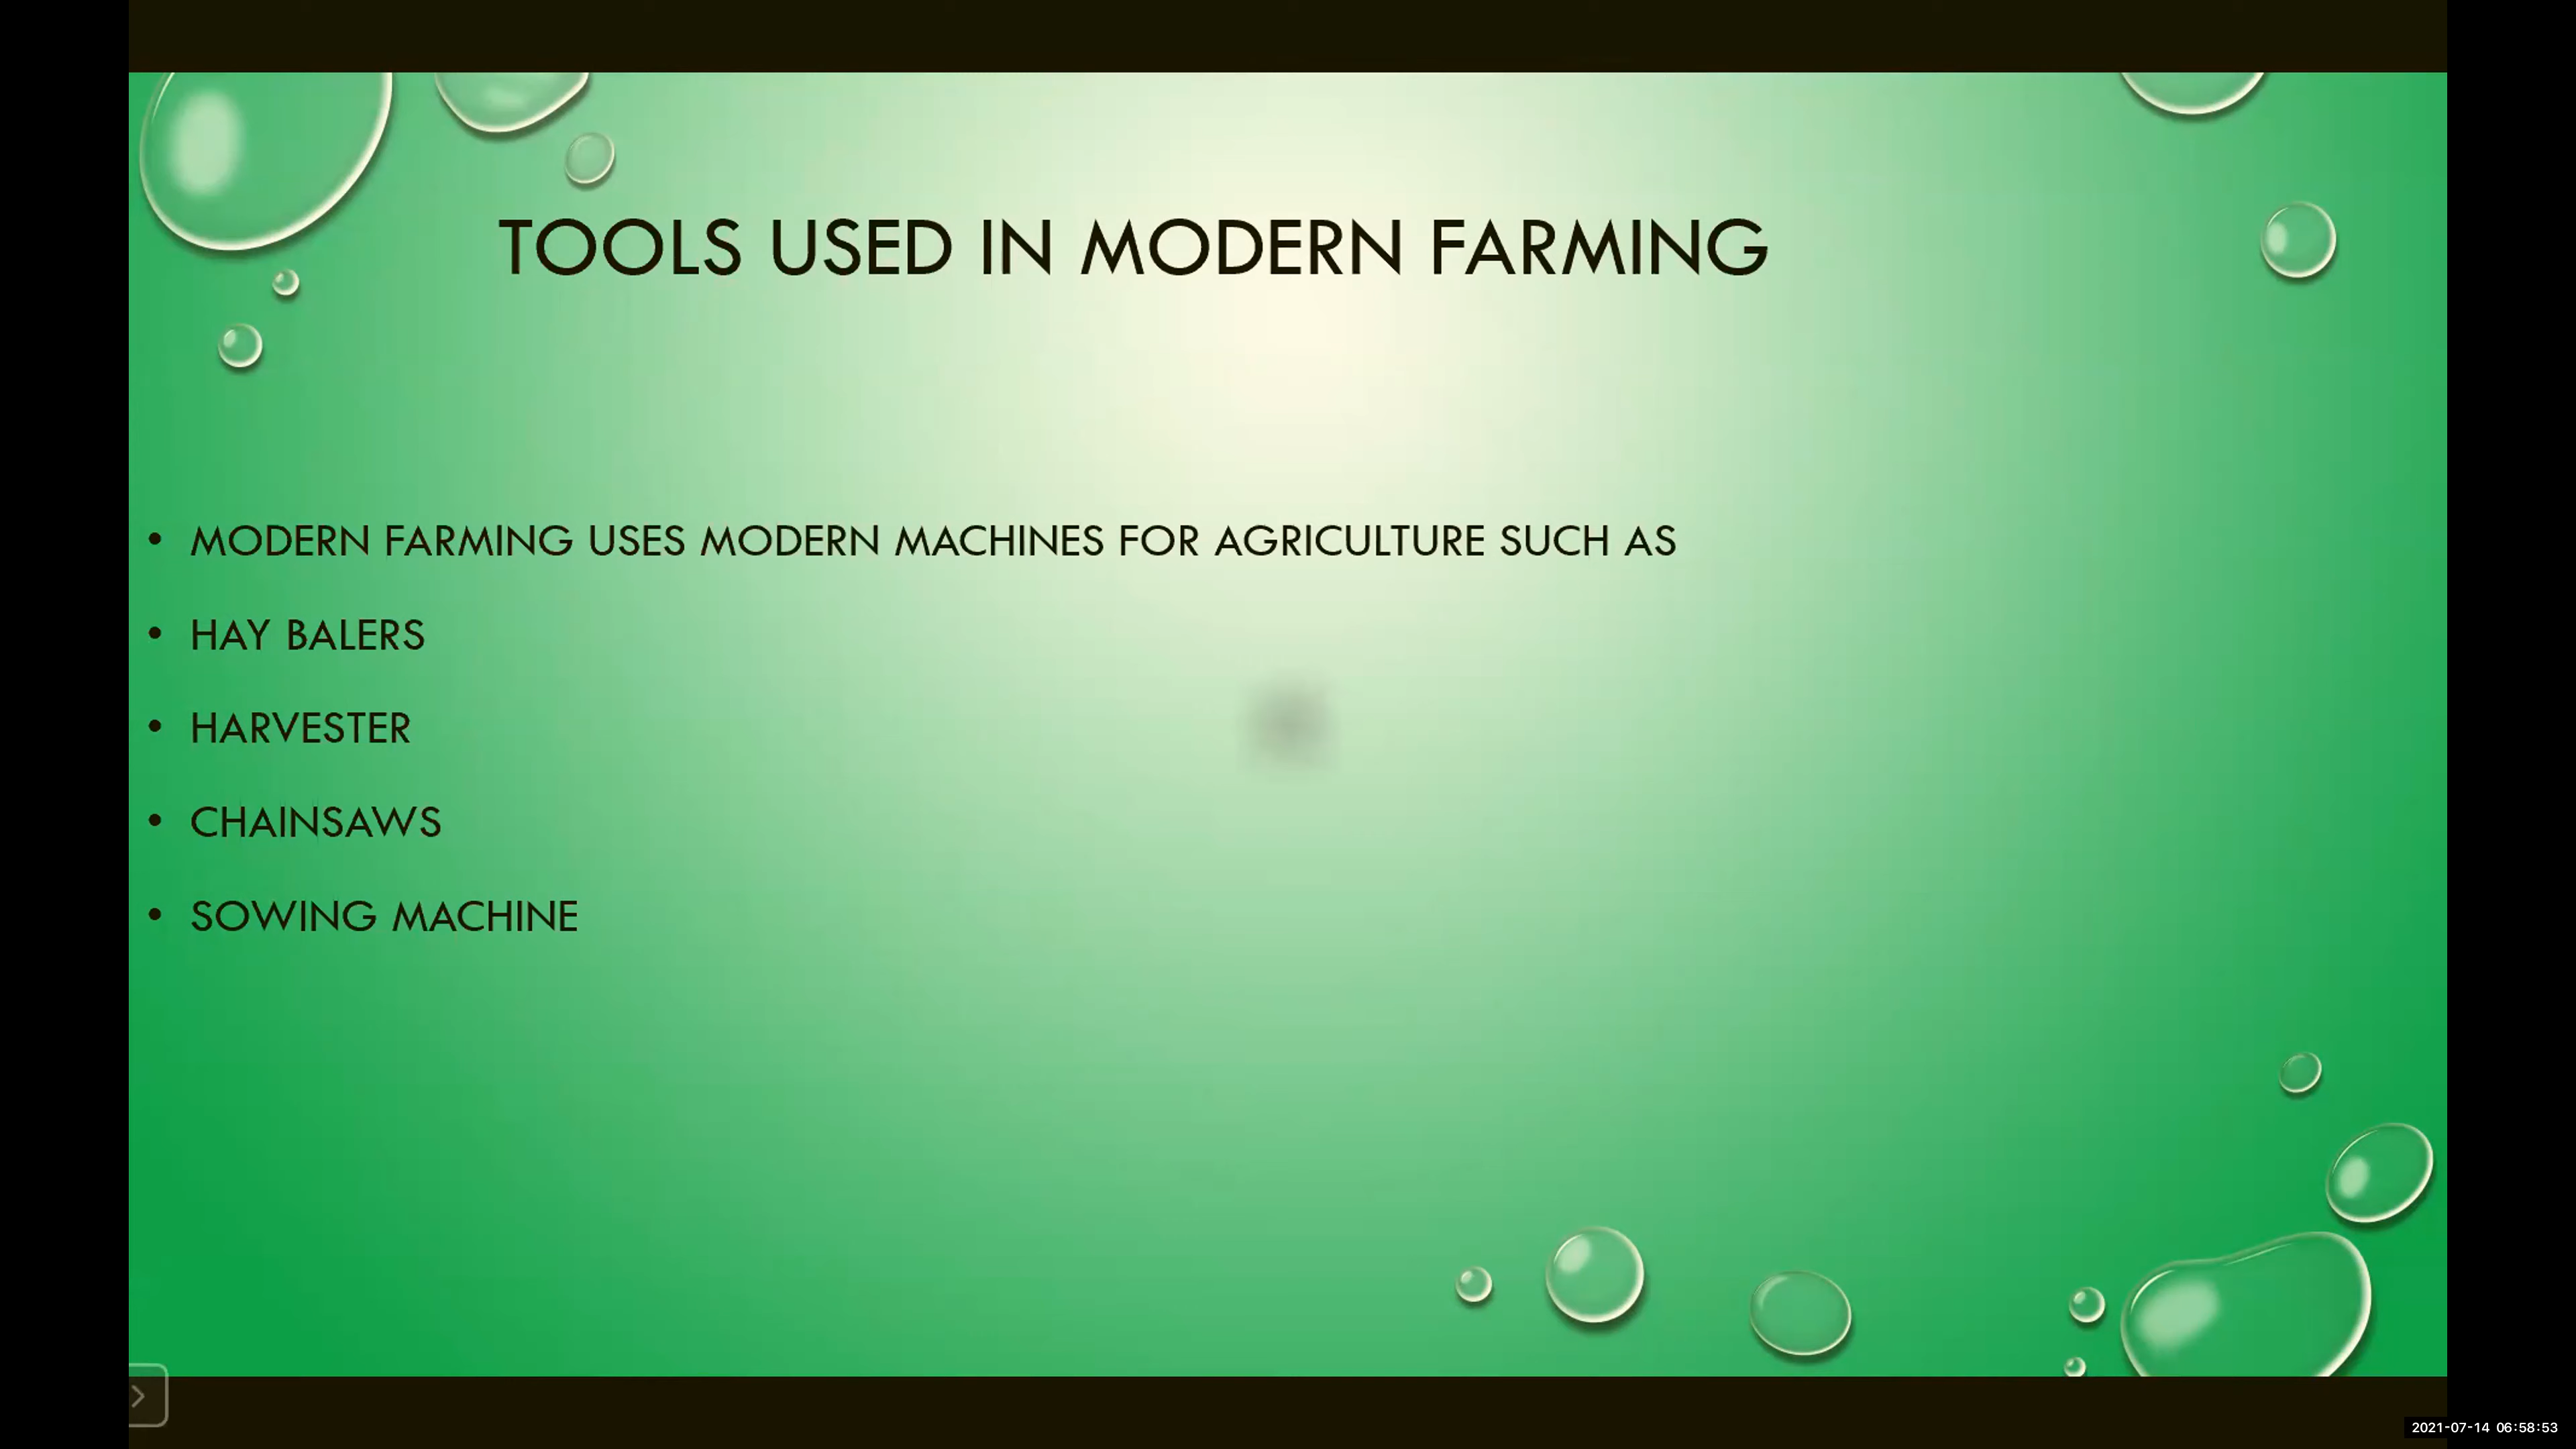 TOOLS USED IN MODERN FARMING
• MODERN FARMING USES MODERN MACHINES FOR AGRICULTURE SUCH AS
• HAY BALERS
• HARVESTER
• CHAINSAWS
• SOWING MACHINE
2021-07-14 06:58:53